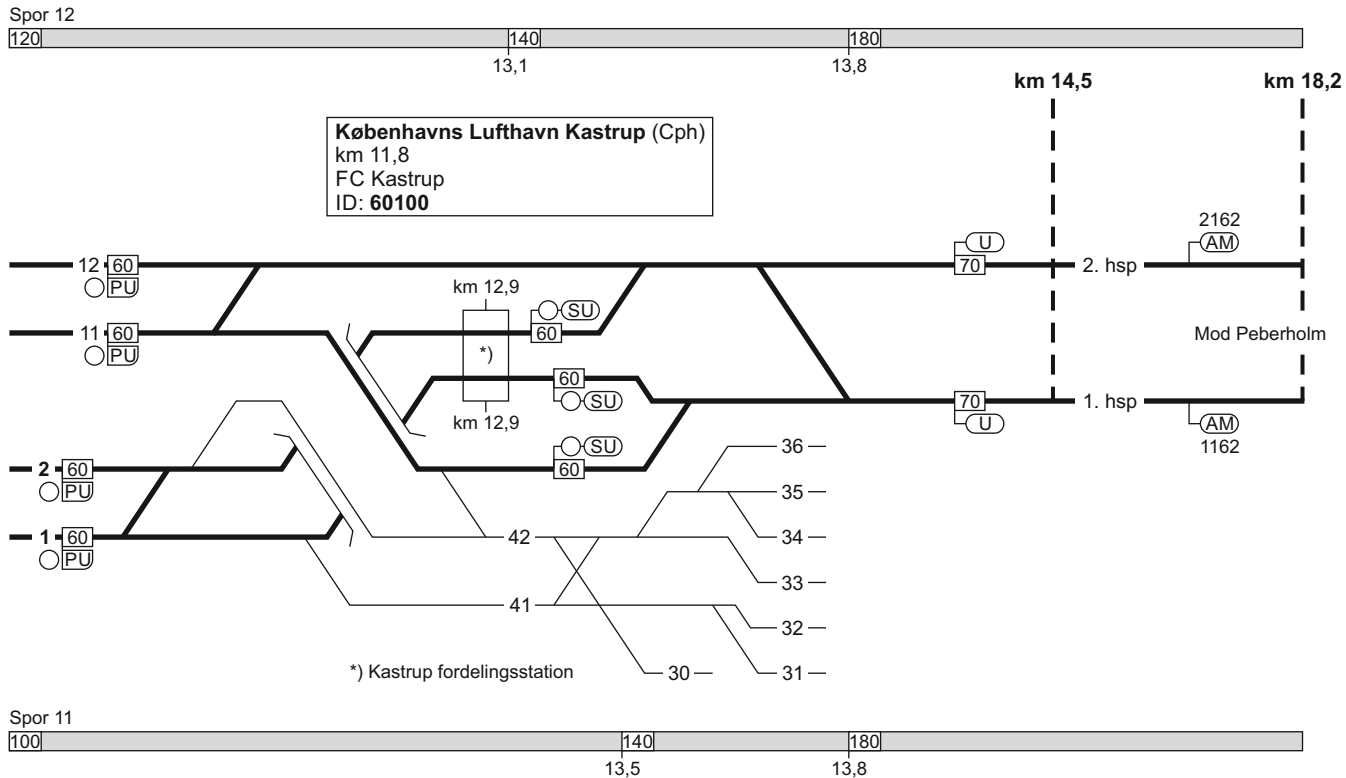 Spor 12
120 140 180
13,1 13,8
km 14,5 km 18,2
Københavns Lufthavn Kastrup (Cph)
km 11,8
FC Kastrup
ID: 60100
2162
U AM
12 60 70 2. hsp
PU
km 12,9
SU
11 60 60
PU
Mod Peberholm
*)
60
SU
70 1. hsp
U AM
1162
km 12,9
SU
36
2 60 60
PU
35
1 60 42 34
PU
33
41
32
*) Kastrup fordelingsstation 30 31
Spor 11
100 140 180
13,5 13,8